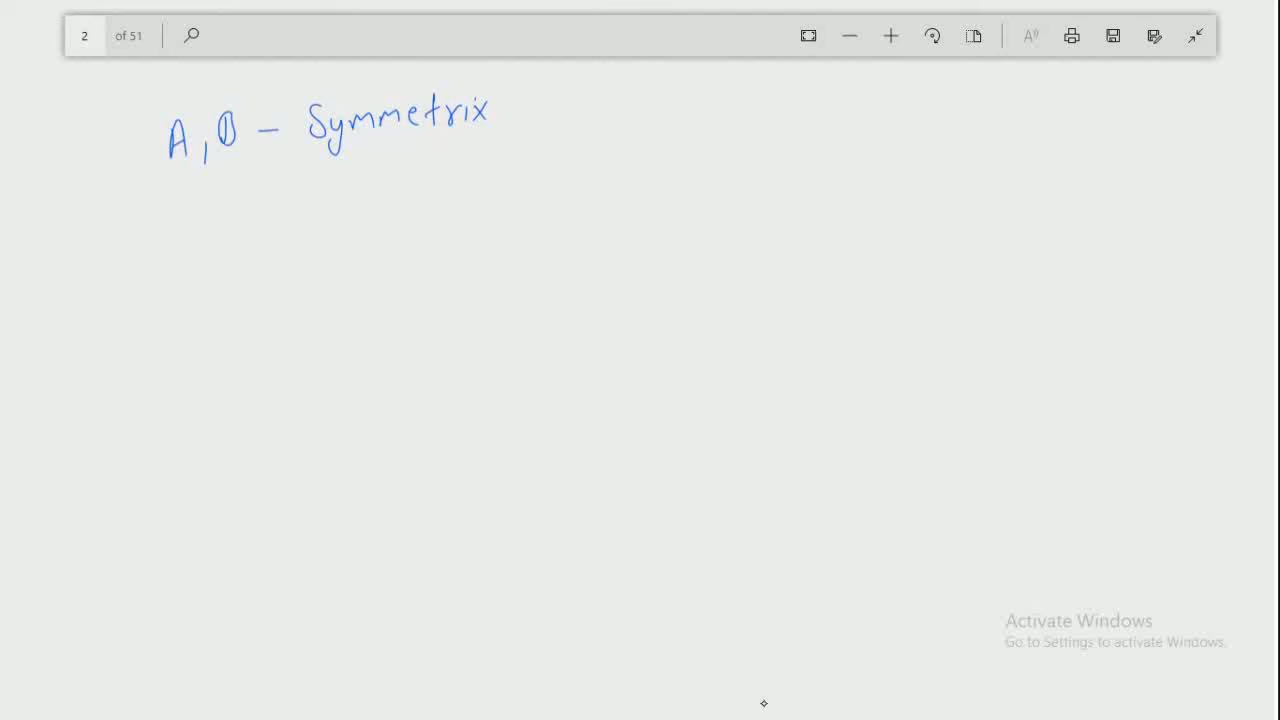 2 of 51
A, B - Symmetrix
Activate Windows
Go to Settings to activate Windows.